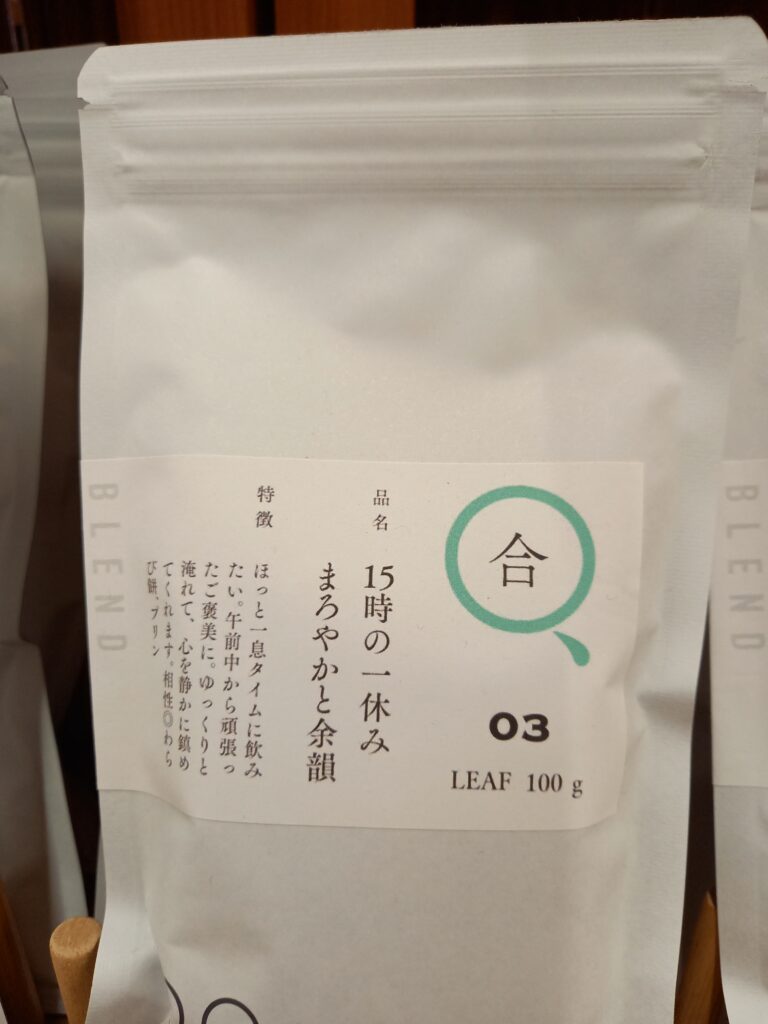 合
03
LEAF 100 g
品名
15時の一休み
まろやかと余韻
特徴
ほっと一息タイムに飲み
たい。午前中から頑張っ
たご褒美に。ゆっくりと
淹れて、心を静かに鎮め
てくれます。相性◎わら
び餅、プリン
BLEND
BLEND